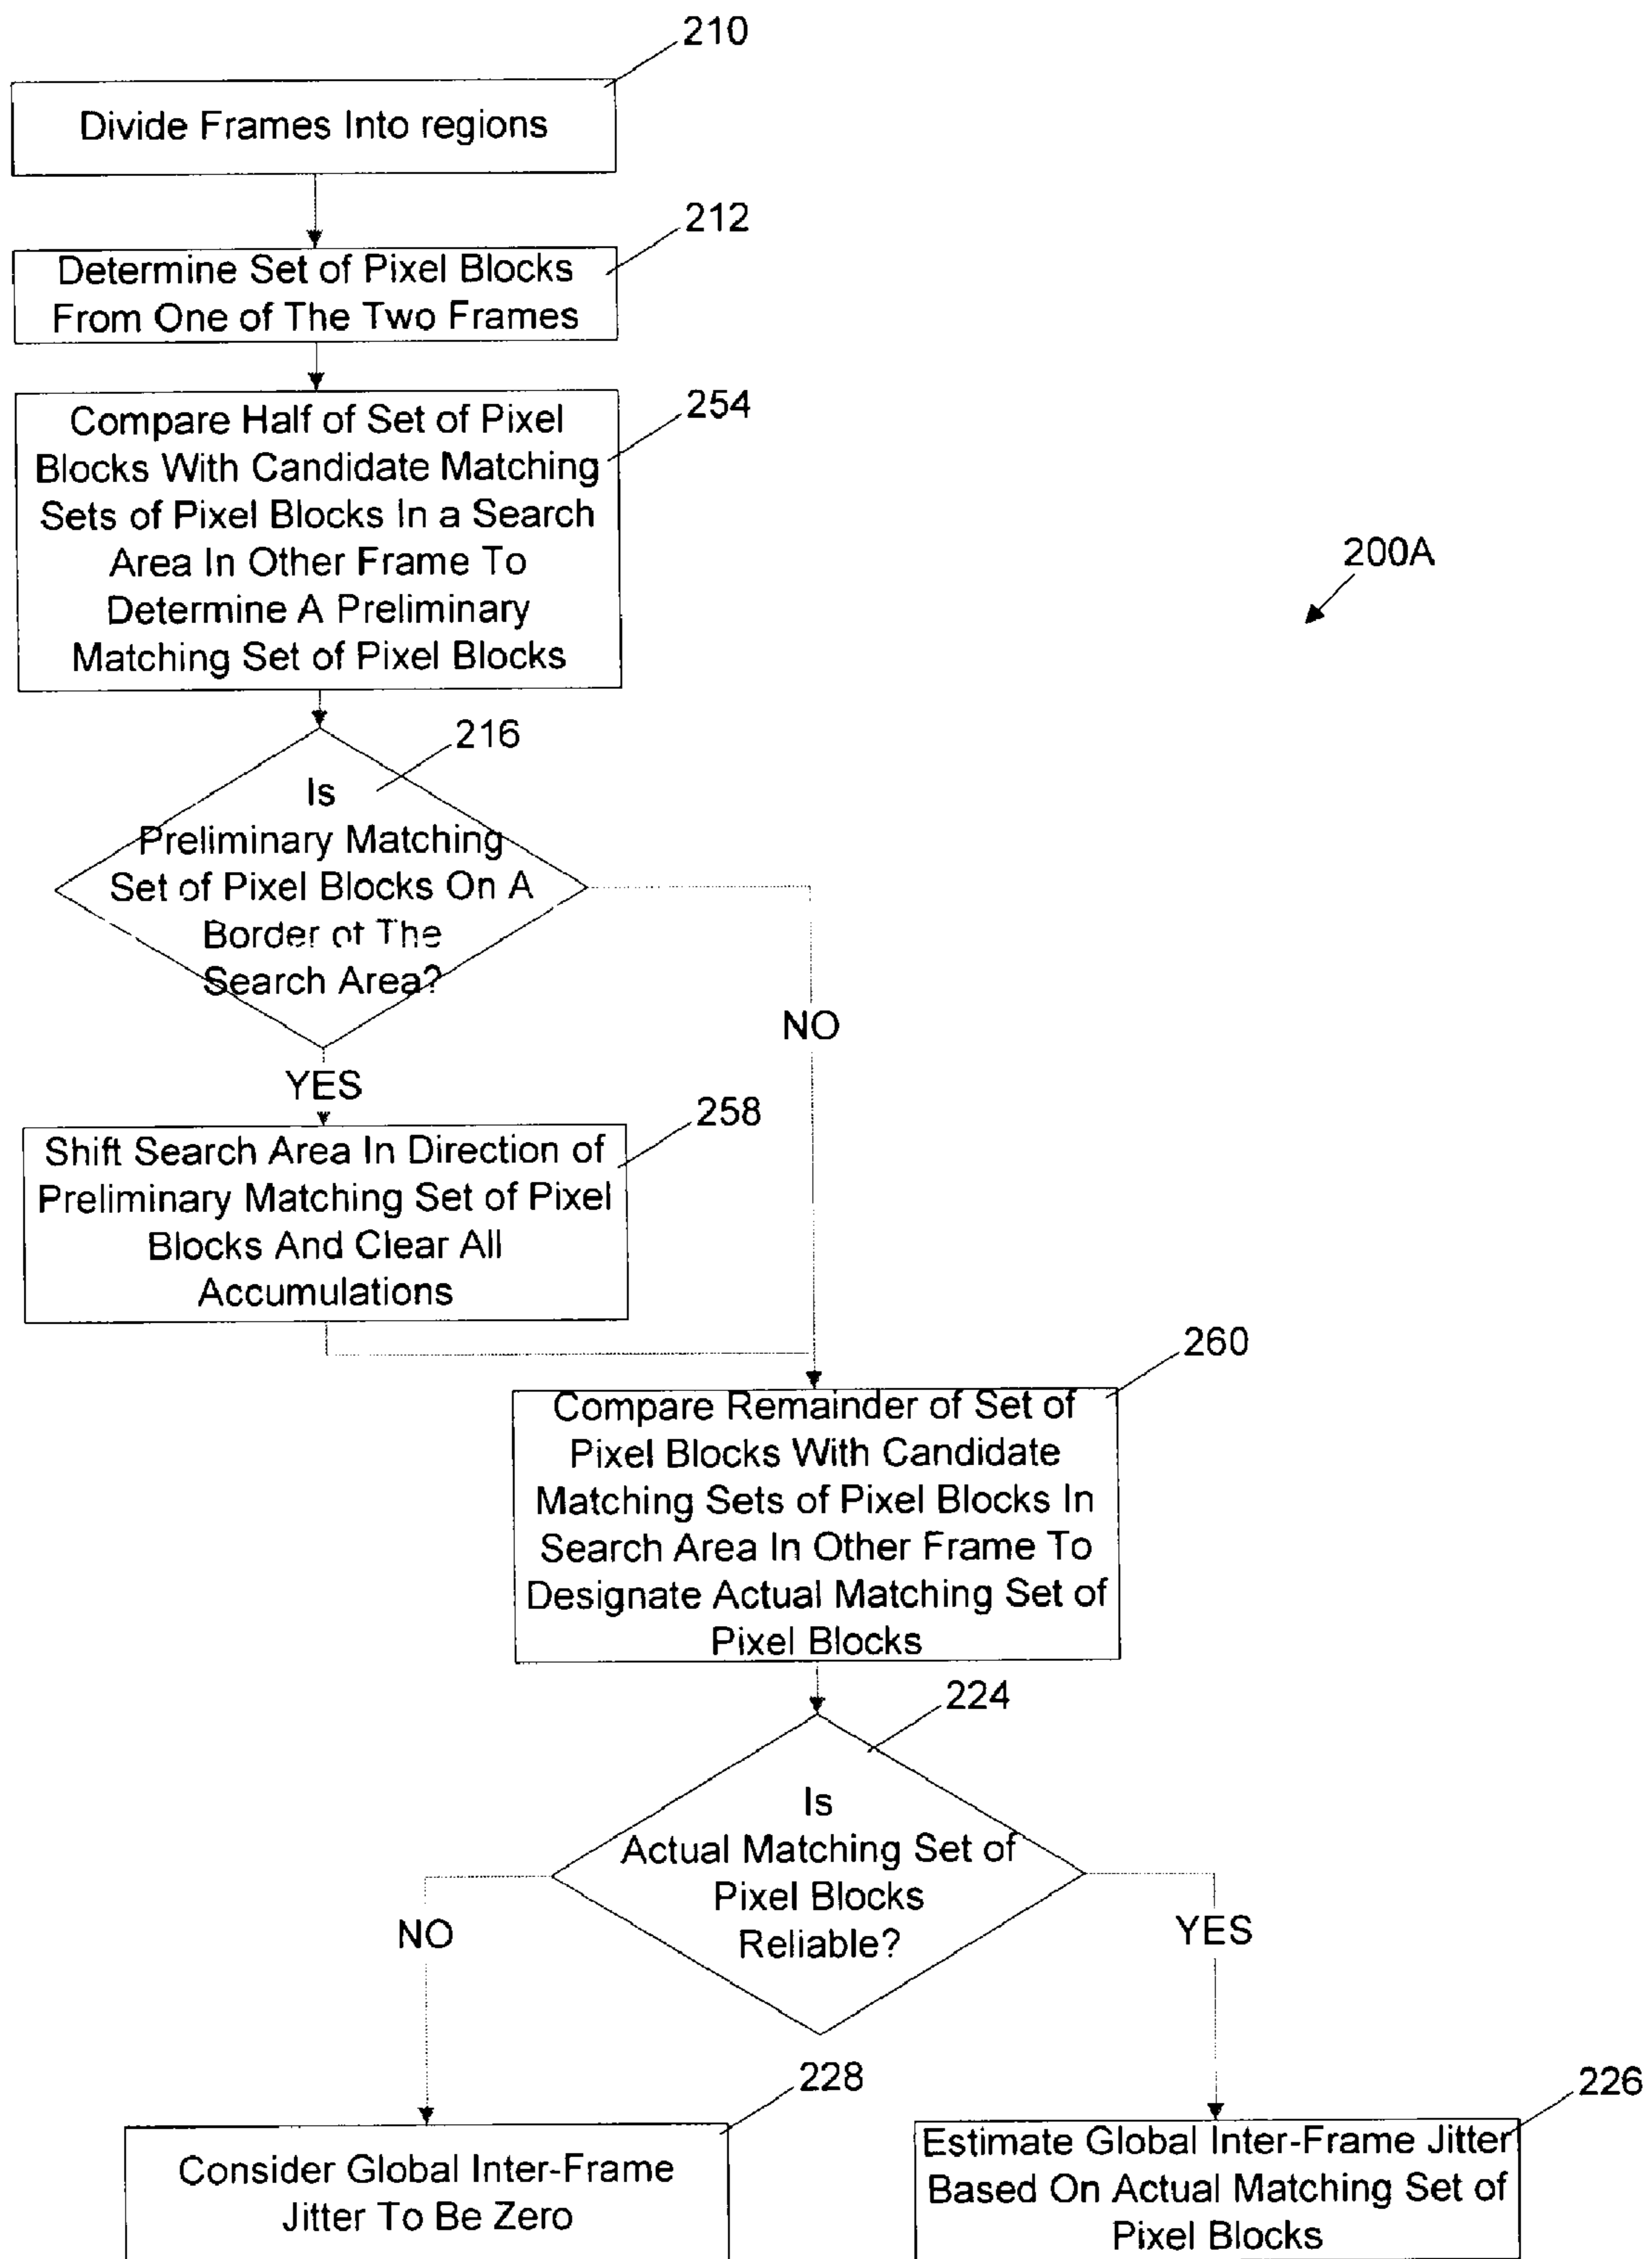 210
Divide Frames Into regions
212
Determine Set of Pixel Blocks
From One of The Two Frames
254
Compare Half of Set of Pixel
Blocks With Candidate Matching
Sets of Pixel Blocks In a Search
Area In Other Frame To
Determine A Preliminary
Matching Set of Pixel Blocks
200A
216
Is
Preliminary Matching
Set of Pixel Blocks On A
Border of The
Search Area?
NO
YES
258
Shift Search Area In Direction of
Preliminary Matching Set of Pixel
Blocks And Clear All
Accumulations
260
Compare Remainder of Set of
Pixel Blocks With Candidate
Matching Sets of Pixel Blocks In
Search Area In Other Frame To
Designate Actual Matching Set of
Pixel Blocks
224
Is
Actual Matching Set of
Pixel Blocks
Reliable?
NO
YES
228
Consider Global Inter-Frame
Jitter To Be Zero
226
Estimate Global Inter-Frame Jitter
Based On Actual Matching Set of
Pixel Blocks